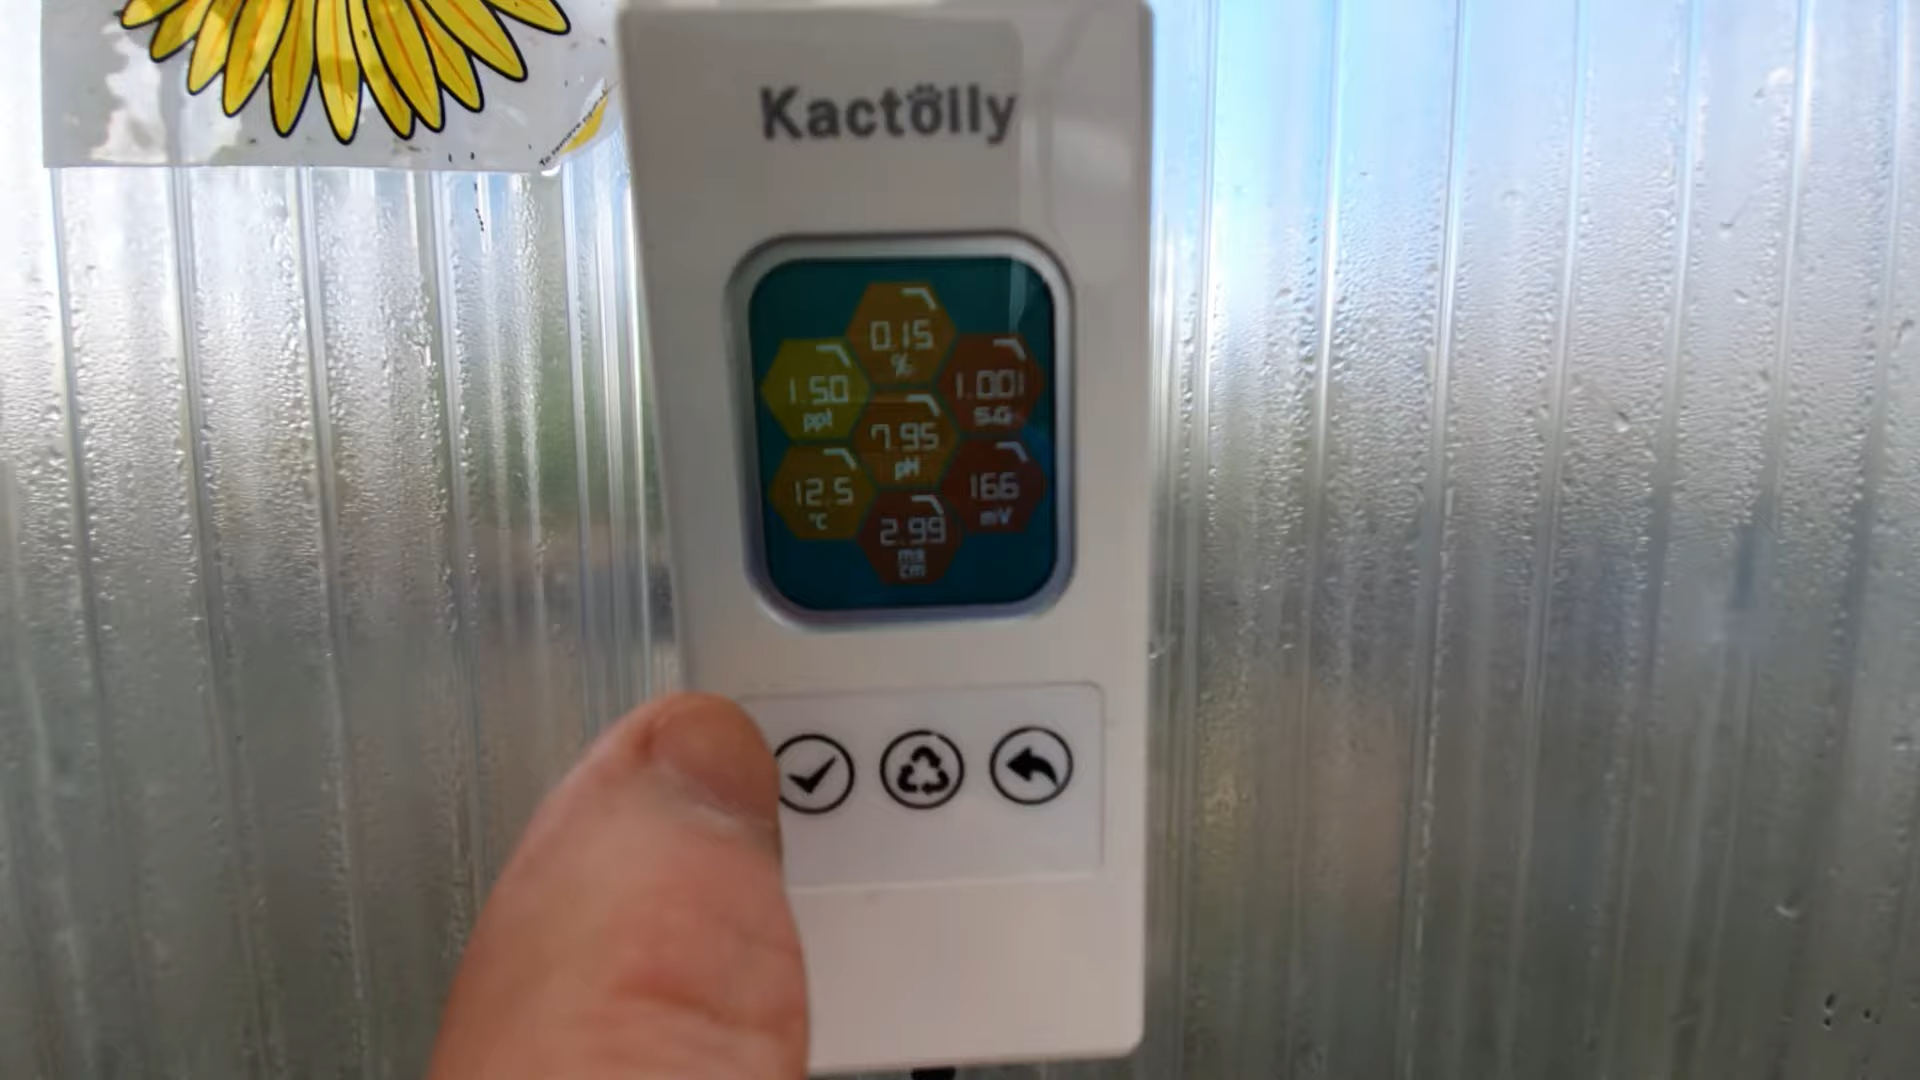 Kactölly
0.15
%
1.50
ppt
1.001
S.G
7.95
pH
12.5
°C
166
mV
2.99
ms
cm